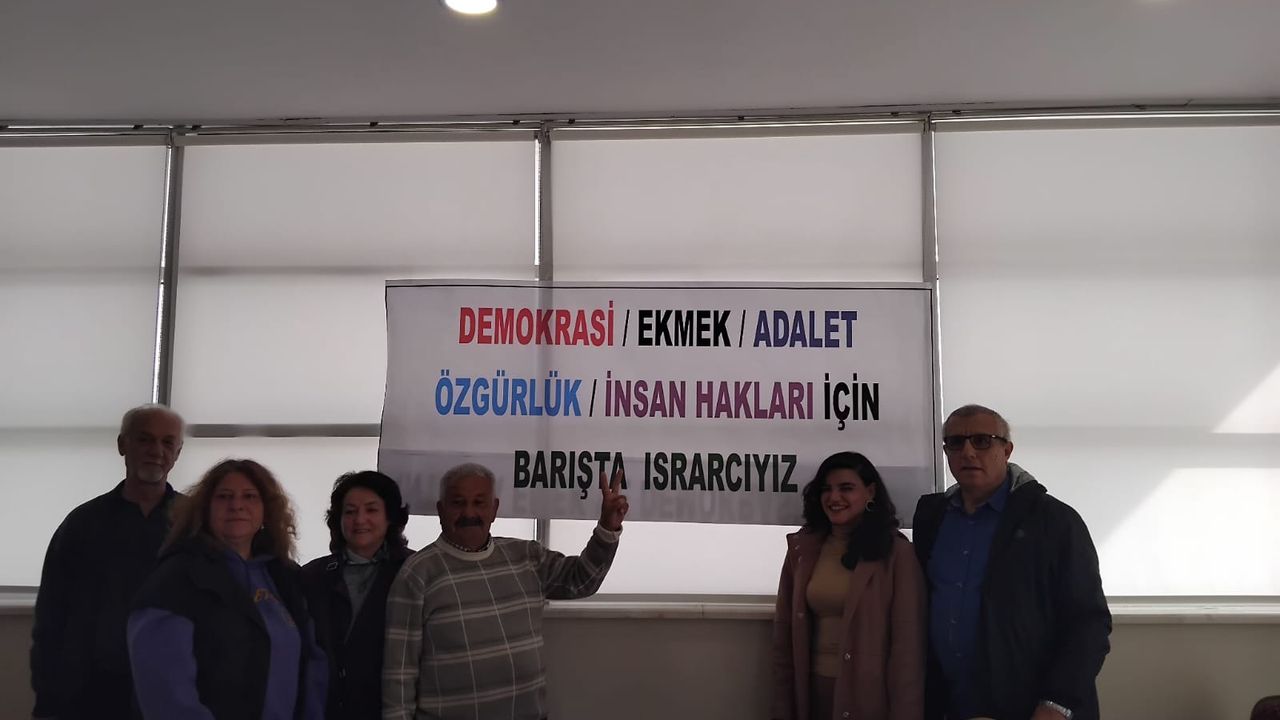 DEMOKRASİ / EKMEK / ADALET
ÖZGÜRLÜK / İNSAN HAKLARI İÇİN
BARIŞTA ISRARCIYIZ